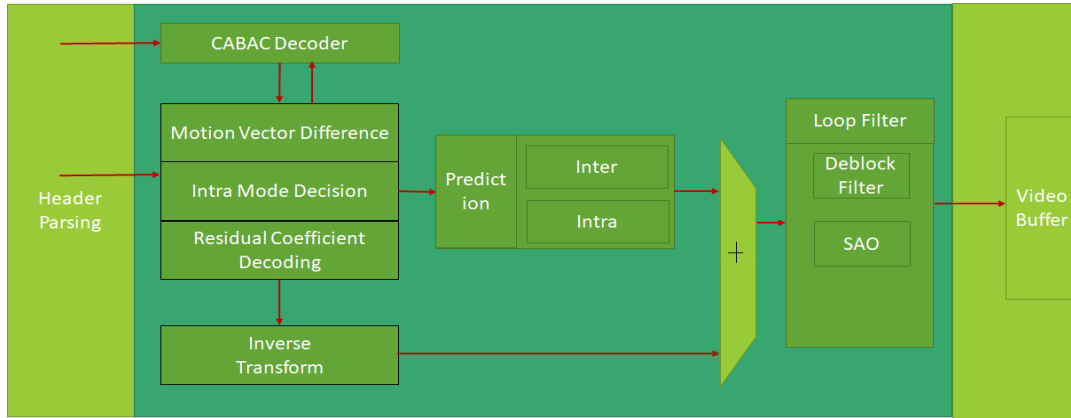 CABAC Decoder
Motion Vector Difference
Intra Mode Decision
Residual Coefficient
Decoding
Inverse
Transform
Header
Parsing
Predict
ion
Inter
Intra
+
Loop Filter
Deblock
Filter
SAO
Video
Buffer